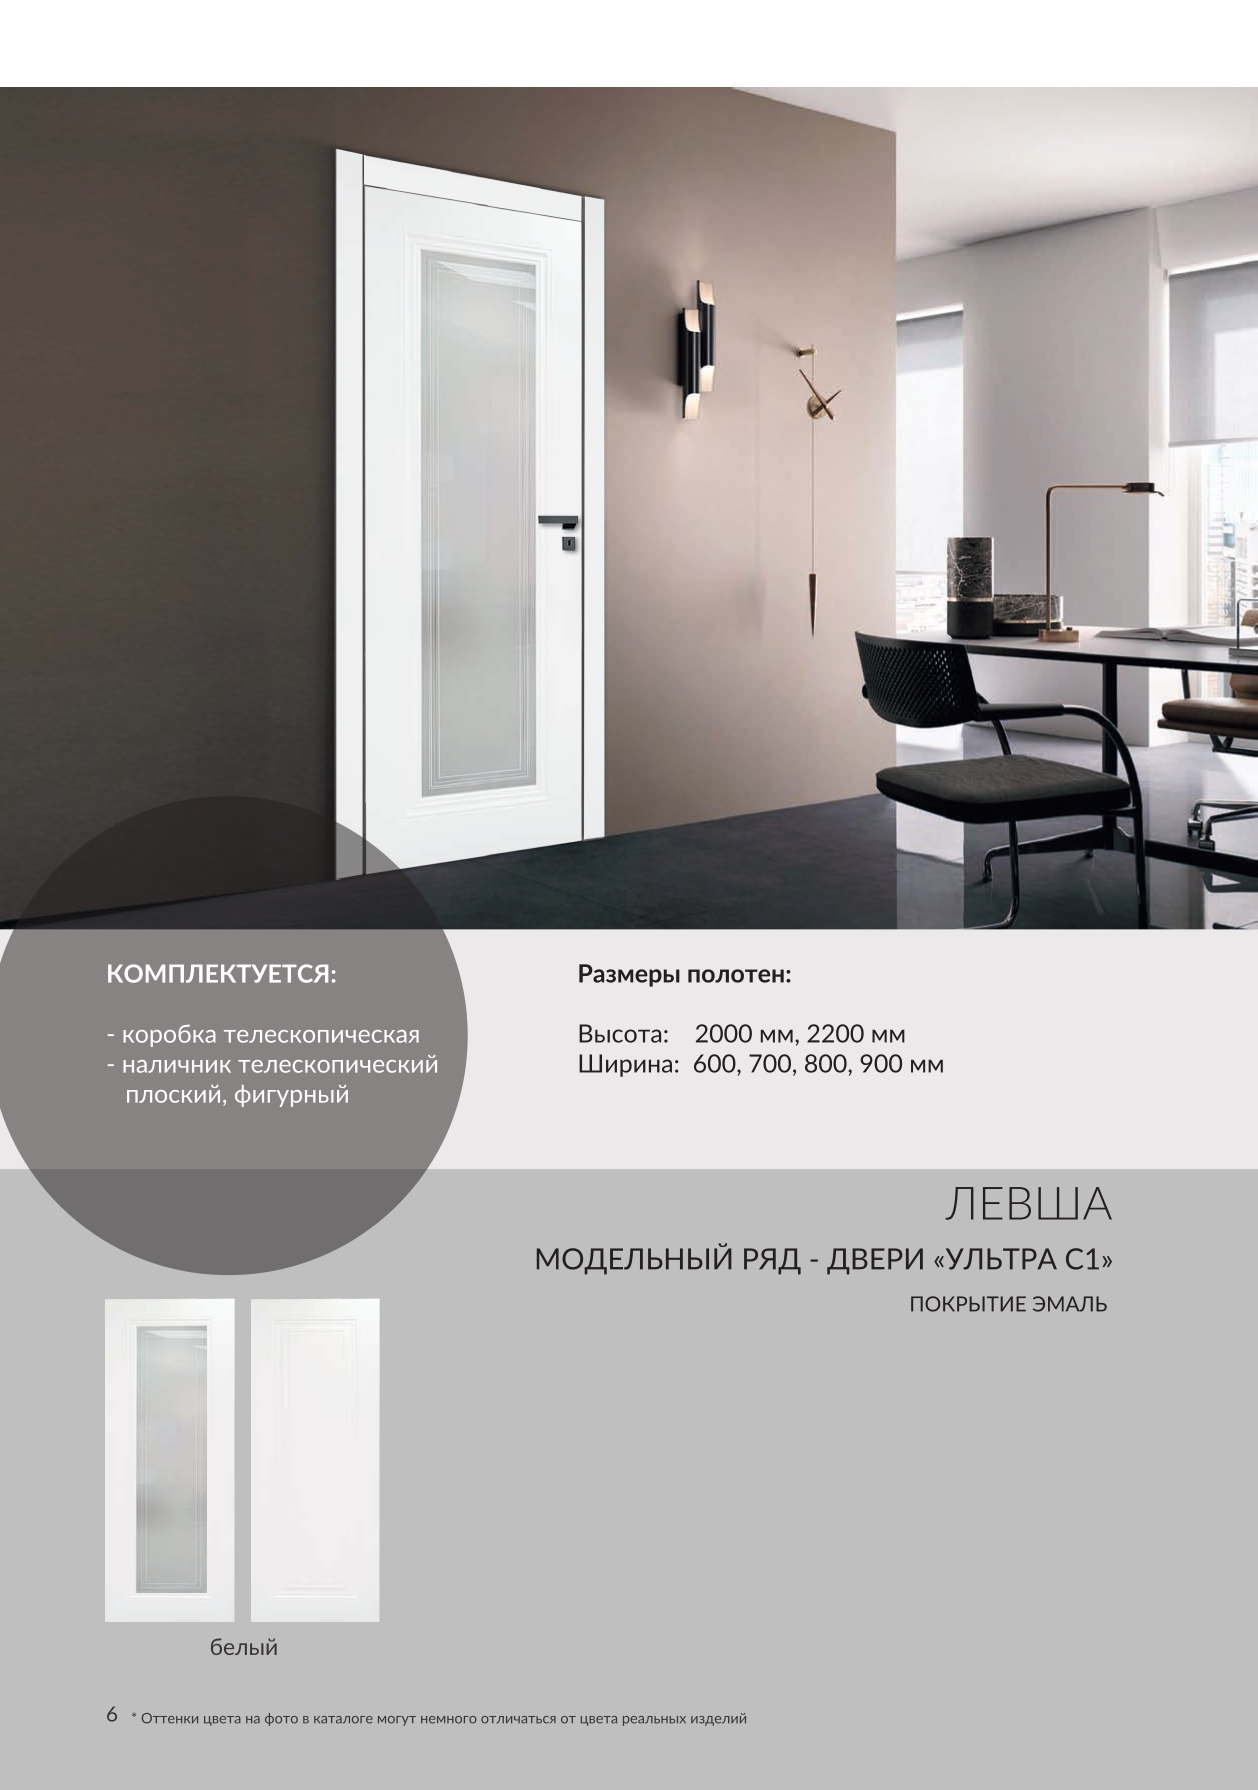 КОМПЛЕКТУЕТСЯ:
- коробка телескопическая
- наличник телескопический
плоский, фигурный
Размеры полотен:
Высота: 2000 мм, 2200 мм
Ширина: 600, 700, 800, 900 мм
ЛЕВША
МОДЕЛЬНЫЙ РЯД - ДВЕРИ «УЛЬТРА С1»
ПОКРЫТИЕ ЭМАЛЬ
белый
6 * Оттенки цвета на фото в каталоге могут немного отличаться от цвета реальных изделий